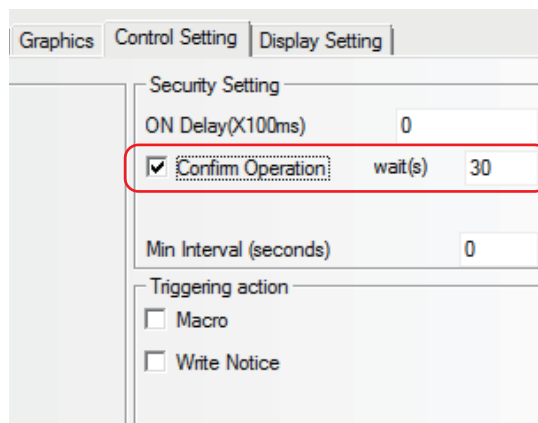 Graphics Control Setting Display Setting
Security Setting
ON Delay(X100ms) 0
Confirm Operation wait(s) 30
Min Interval (seconds) 0
Triggering action
Macro
Write Notice